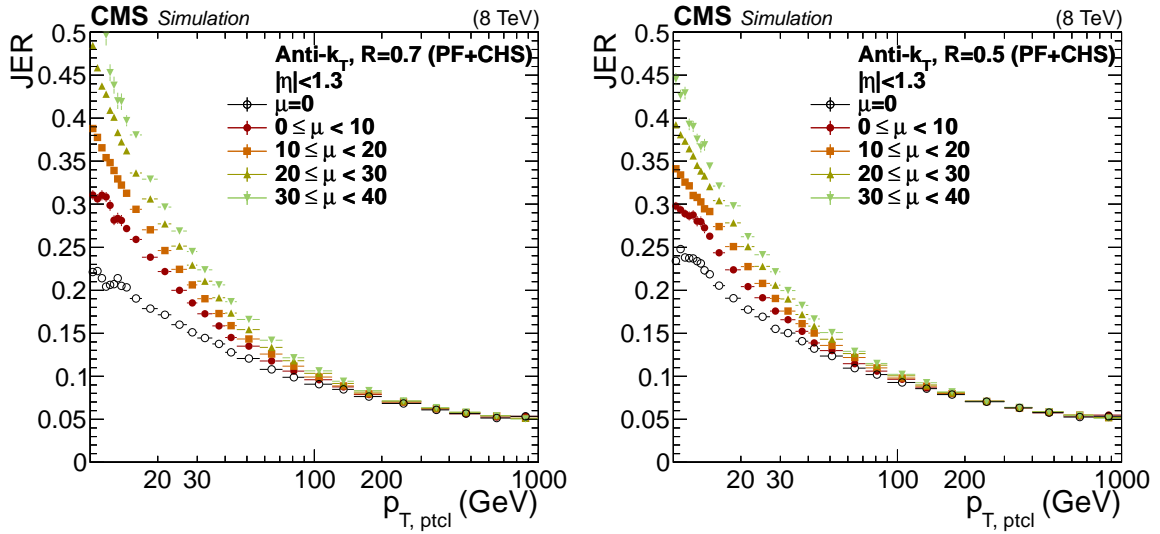 CMS Simulation (8 TeV)
JER
0.5
0.45
0.4
0.35
0.3
0.25
0.2
0.15
0.1
0.05
0
Anti-k_T, R=0.7 (PF+CHS)
|η|<1.3
μ=0
0 ≤ μ < 10
10 ≤ μ < 20
20 ≤ μ < 30
30 ≤ μ < 40
20 30 100 200 1000
p_T, ptcl (GeV)
CMS Simulation (8 TeV)
JER
0.5
0.45
0.4
0.35
0.3
0.25
0.2
0.15
0.1
0.05
0
Anti-k_T, R=0.5 (PF+CHS)
|η|<1.3
μ=0
0 ≤ μ < 10
10 ≤ μ < 20
20 ≤ μ < 30
30 ≤ μ < 40
20 30 100 200 1000
p_T, ptcl (GeV)